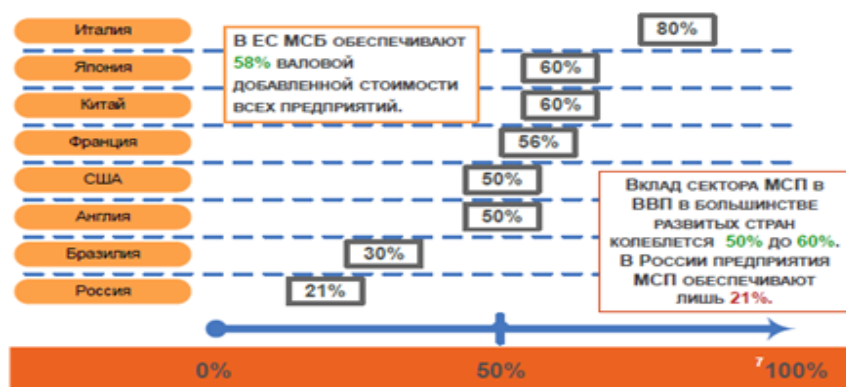 Италия
80%
В ЕС МСБ ОБЕСПЕЧИВАЮТ
58% ВАЛОВОЙ
ДОБАВЛЕННОЙ СТОИМОСТИ
ВСЕХ ПРЕДПРИЯТИЙ.
Япония
60%
Китай
60%
Франция
56%
США
50%
Англия
50%
Бразилия
30%
Россия
21%
ВКЛАД СЕКТОРА МСП В
ВВП В БОЛЬШИНСТВЕ
РАЗВИТЫХ СТРАН
КОЛЕБЛЕТСЯ 50% ДО 60%.
В РОССИИ ПРЕДПРИЯТИЯ
МСП ОБЕСПЕЧИВАЮТ
ЛИШЬ 21%.
0%
50%
7
100%